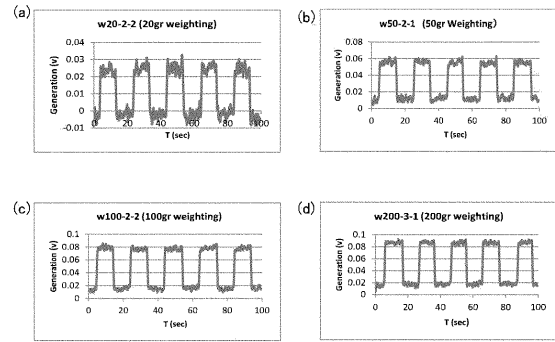 (a)
w20-2-2 (20gr weighting)
Generation (v)
0.04
0.03
0.02
0.01
0
-0.01
0 20 40 60 80 100
T (sec)
(b)
w50-2-1 (50gr Weighting)
Generation (v)
0.08
0.06
0.04
0.02
0
0 20 40 60 80 100
T (sec)
(c)
w100-2-2 (100gr weighting)
Generation (v)
0.1
0.08
0.06
0.04
0.02
0
0 20 40 60 80 100
T (sec)
(d)
w200-3-1 (200gr weighting)
Generation (v)
0.1
0.08
0.06
0.04
0.02
0
0 20 40 60 80 100
T (sec)